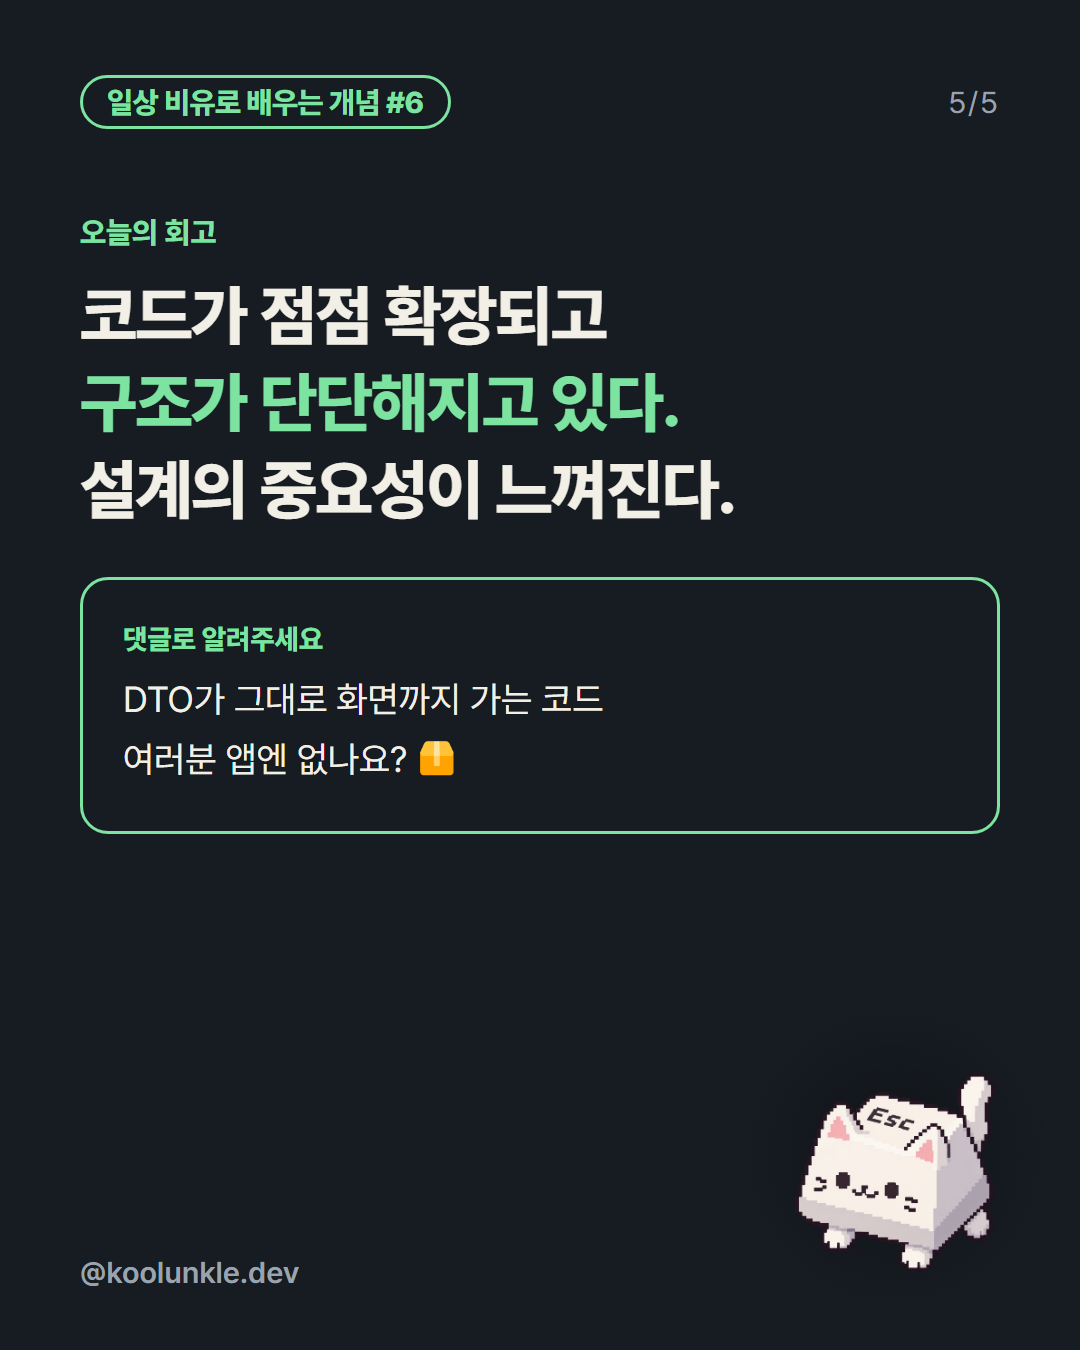 일상 비유로 배우는 개념 #6
5/5
오늘의 회고
코드가 점점 확장되고
구조가 단단해지고 있다.
설계의 중요성이 느껴진다.
댓글로 알려주세요
DTO가 그대로 화면까지 가는 코드
여러분 앱엔 없나요? 📦
Esc
@koolunkle.dev